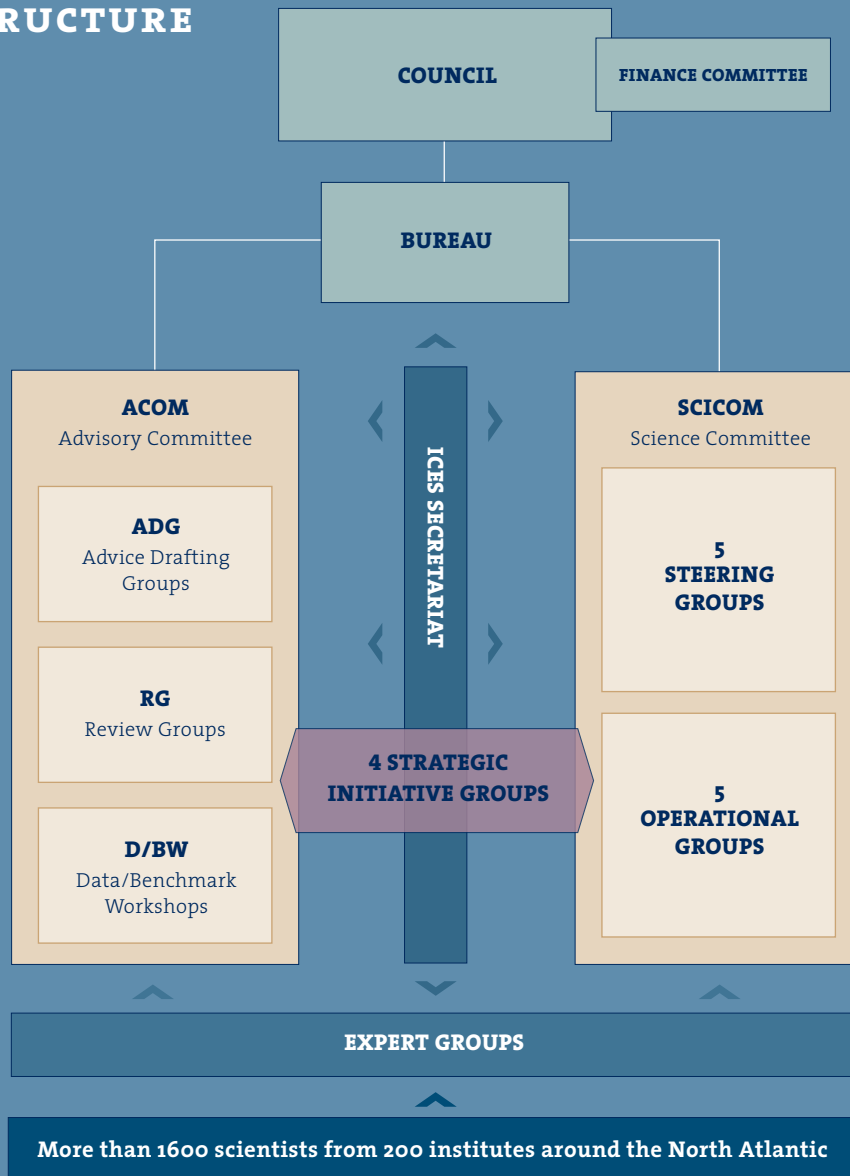 RUCTURE
COUNCIL
FINANCE COMMITTEE
BUREAU
ACOM
Advisory Committee
ADG
Advice Drafting
Groups
RG
Review Groups
D/BW
Data/Benchmark
Workshops
ICES SECRETARIAT
4 STRATEGIC
INITIATIVE GROUPS
SCICOM
Science Committee
5
STEERING
GROUPS
5
OPERATIONAL
GROUPS
EXPERT GROUPS
More than 1600 scientists from 200 institutes around the North Atlantic